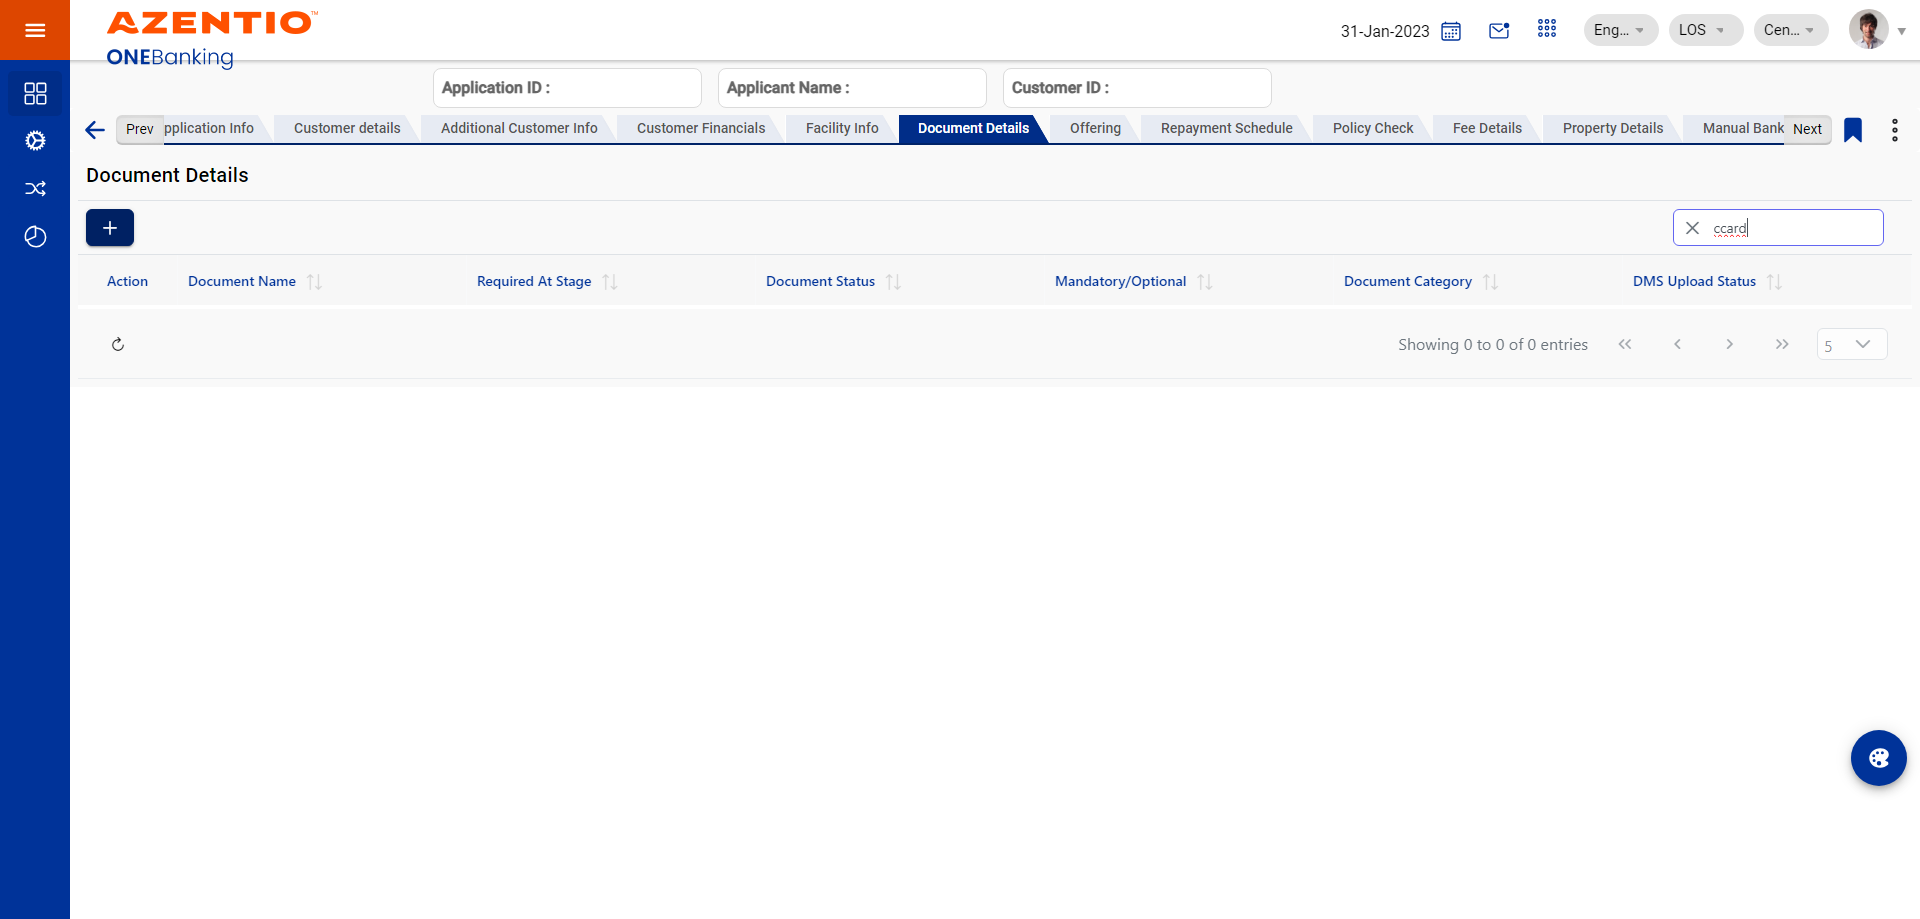 AZENTIO™
ONEBanking
31-Jan-2023
Eng...
LOS
Cen...
Application ID :
Applicant Name :
Customer ID :
Prev
pplication Info
Customer details
Additional Customer Info
Customer Financials
Facility Info
Document Details
Offering
Repayment Schedule
Policy Check
Fee Details
Property Details
Manual Bank
Next
Document Details
+
ccard
Action
Document Name
Required At Stage
Document Status
Mandatory/Optional
Document Category
DMS Upload Status
Showing 0 to 0 of 0 entries
5